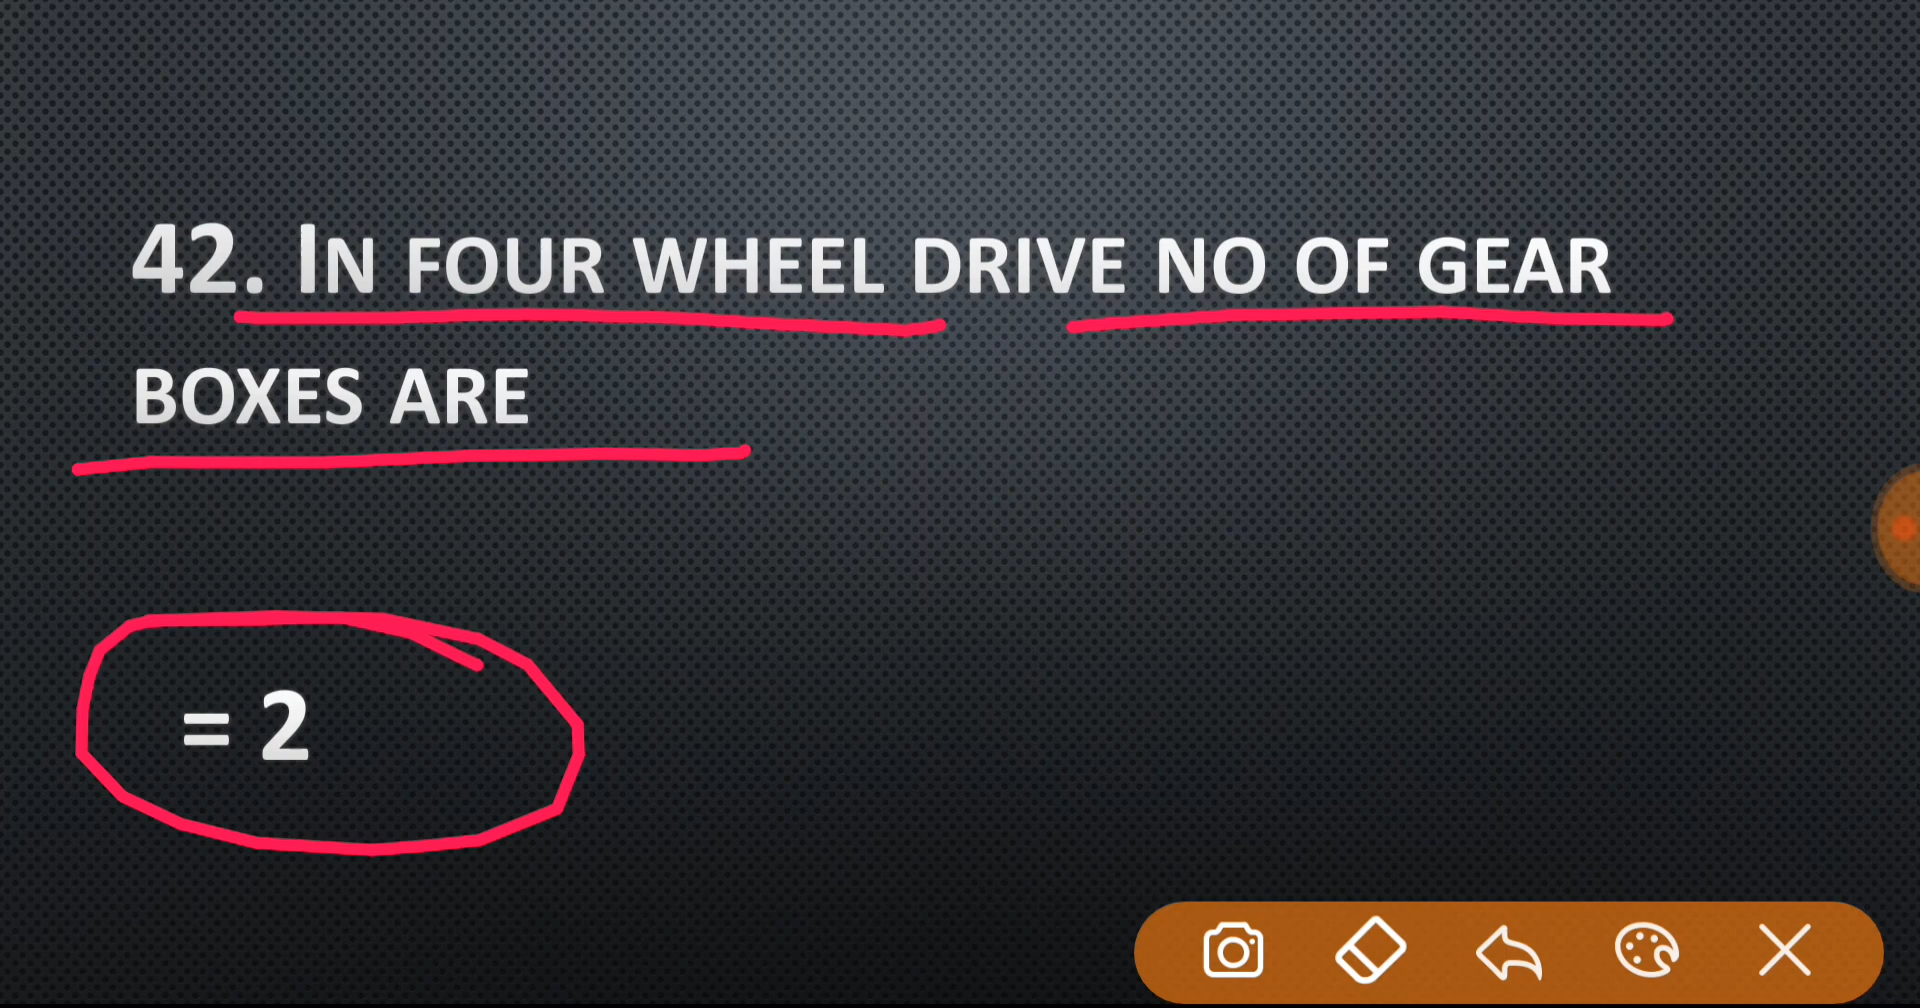 42. IN FOUR WHEEL DRIVE NO OF GEAR
BOXES ARE
= 2